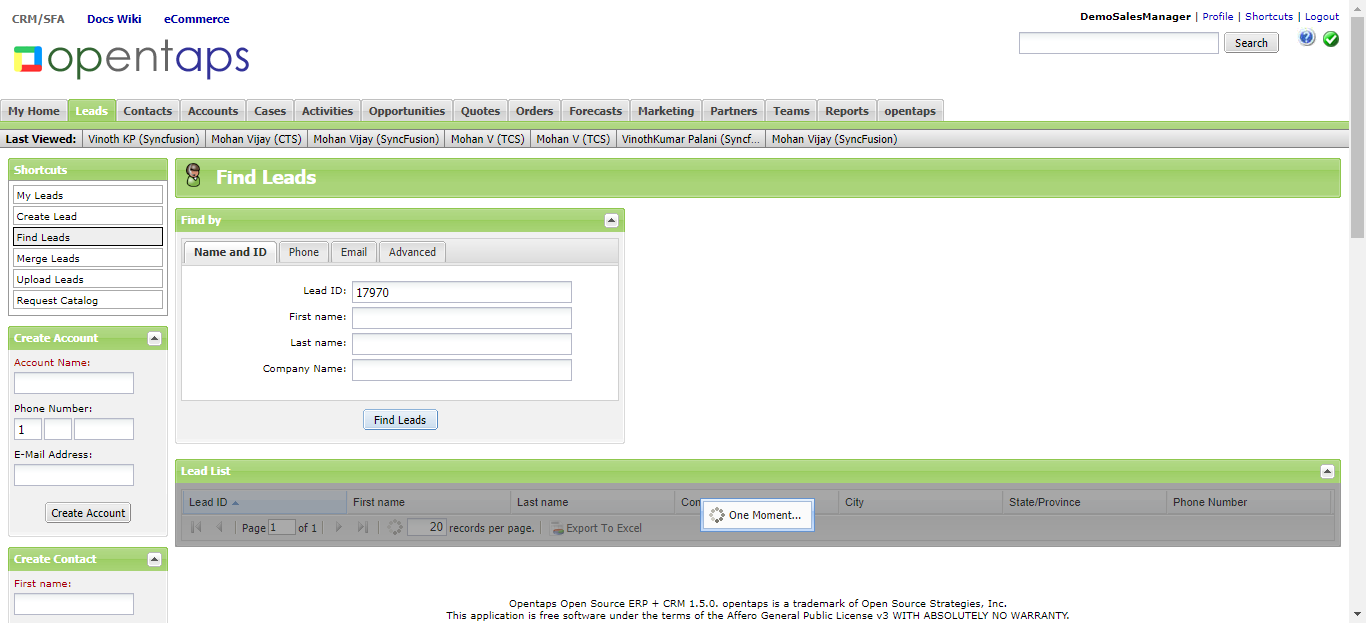 CRM/SFA Docs Wiki eCommerce
DemoSalesManager | Profile | Shortcuts | Logout
opentaps
Search
My Home Leads Contacts Accounts Cases Activities Opportunities Quotes Orders Forecasts Marketing Partners Teams Reports opentaps
Last Viewed: Vinoth KP (Syncfusion) Mohan Vijay (CTS) Mohan Vijay (SyncFusion) Mohan V (TCS) Mohan V (TCS) VinothKumar Palani (Syncf... Mohan Vijay (SyncFusion)
Shortcuts
My Leads
Create Lead
Find Leads
Merge Leads
Upload Leads
Request Catalog
Create Account
Account Name:
Phone Number:
1
E-Mail Address:
Create Account
Create Contact
First name:
Find Leads
Find by
Name and ID Phone Email Advanced
Lead ID: 17970
First name:
Last name:
Company Name:
Find Leads
Lead List
Lead ID First name Last name City State/Province Phone Number
One Moment...
Page 1 of 1 20 records per page. Export To Excel
Opentaps Open Source ERP + CRM 1.5.0. opentaps is a trademark of Open Source Strategies, Inc.
This application is free software under the terms of the Affero General Public License v3 WITH ABSOLUTELY NO WARRANTY.